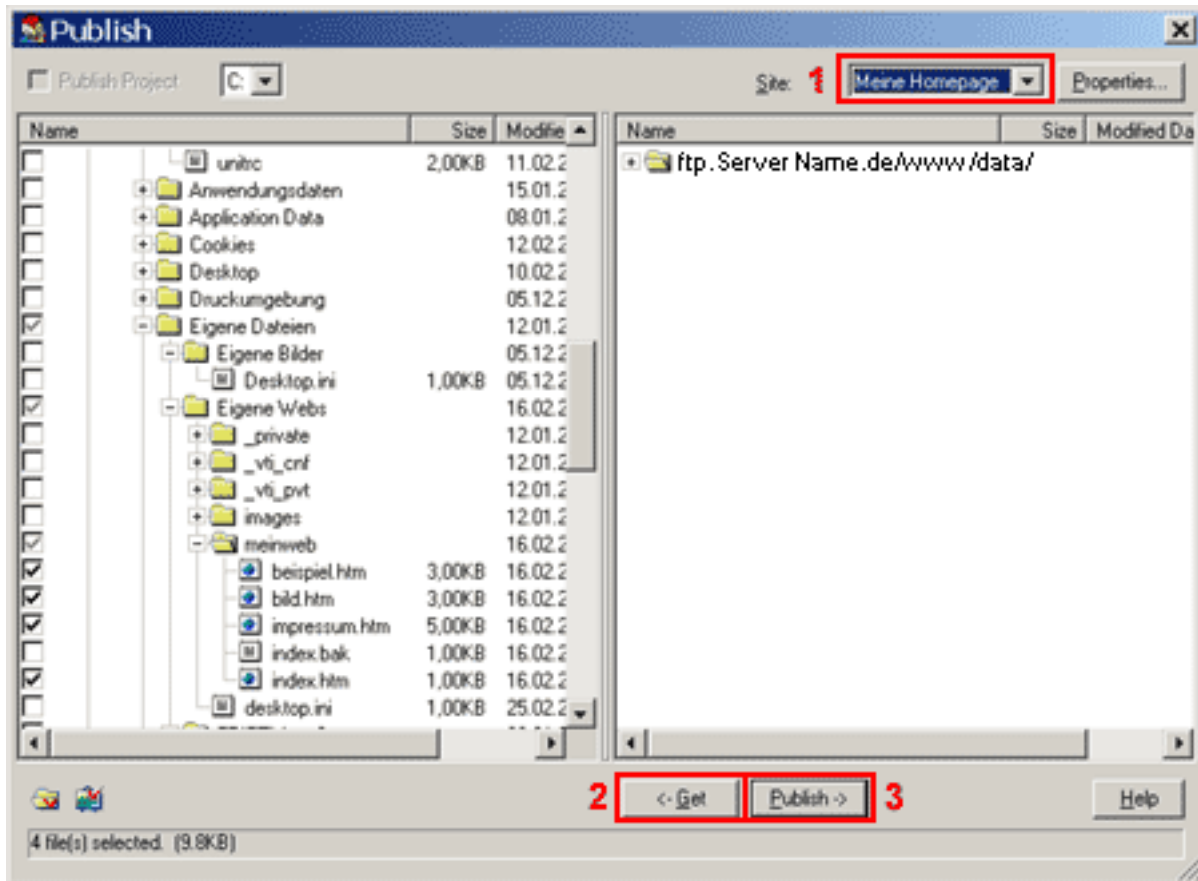 Publish
Publish Project C: Site: 1 Meine Homepage Properties...
Name Size Modifie
unitrc 2,00KB 11.02.2
Anwendungsdaten 15.01.2
Application Data 08.01.2
Cookies 12.02.2
Desktop 10.02.2
Druckumgebung 05.12.2
Eigene Dateien 12.01.2
Eigene Bilder 05.12.2
Desktop.ini 1,00KB 05.12.2
Eigene Webs 16.02.2
_private 12.01.2
_vti_cnf 12.01.2
_vti_pvt 12.01.2
images 12.01.2
meinweb 16.02.2
beispiel.htm 3,00KB 16.02.2
bild.htm 3,00KB 16.02.2
impressum.htm 5,00KB 16.02.2
index.bak 1,00KB 16.02.2
index.htm 1,00KB 16.02.2
desktop.ini 1,00KB 25.02.2
Name Size Modified Da
ftp.Server Name.de/www/data/
2 <- Get Publish -> 3 Help
4 file(s) selected. (9.8KB)